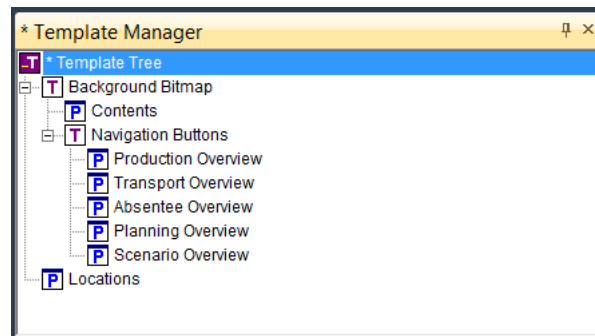 * Template Manager
T * Template Tree
T Background Bitmap
P Contents
T Navigation Buttons
P Production Overview
P Transport Overview
P Absentee Overview
P Planning Overview
P Scenario Overview
P Locations